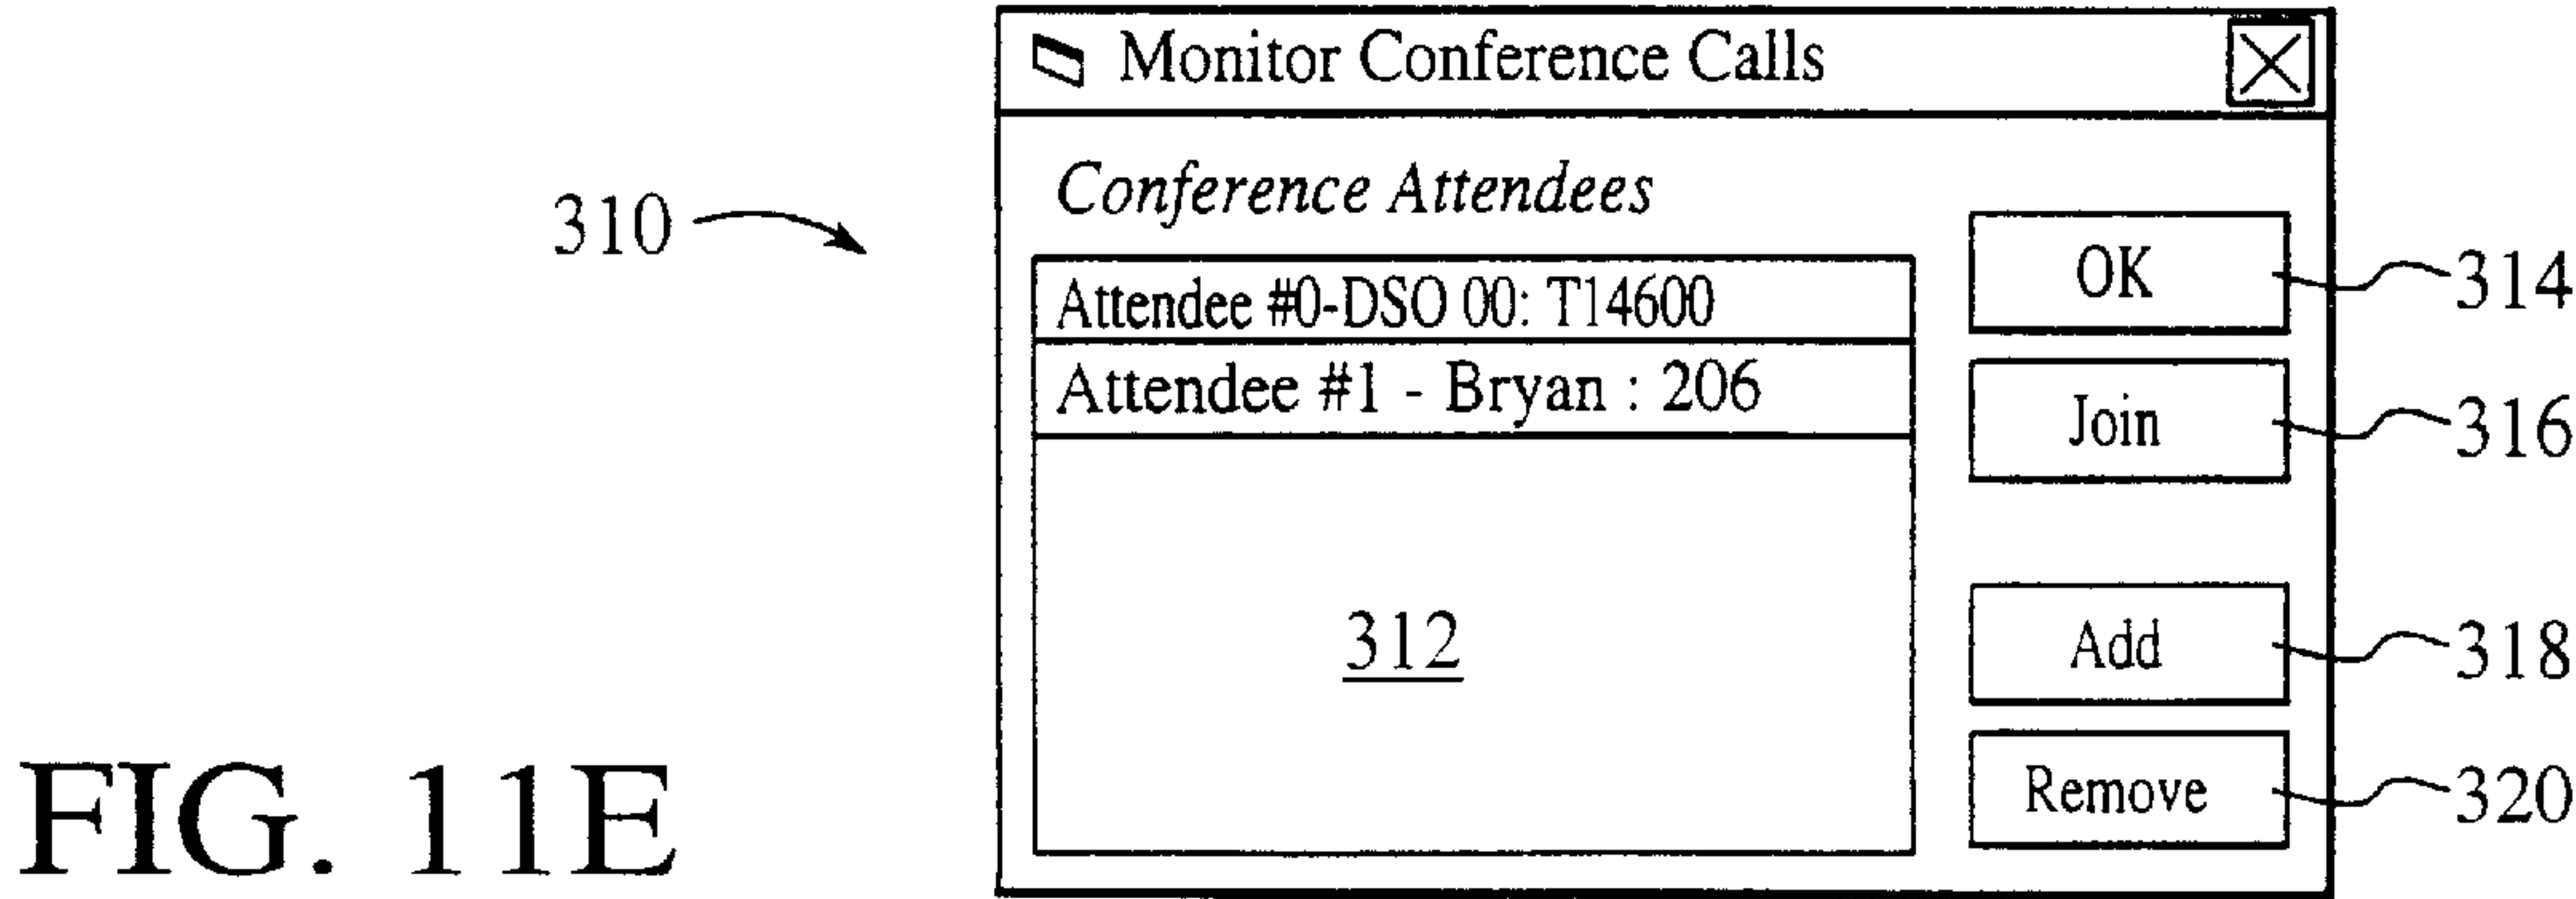 Monitor Conference Calls
Conference Attendees
310
Attendee #0-DSO 00: T14600
Attendee #1 - Bryan : 206
312
OK
314
Join
316
Add
318
Remove
320
FIG. 11E